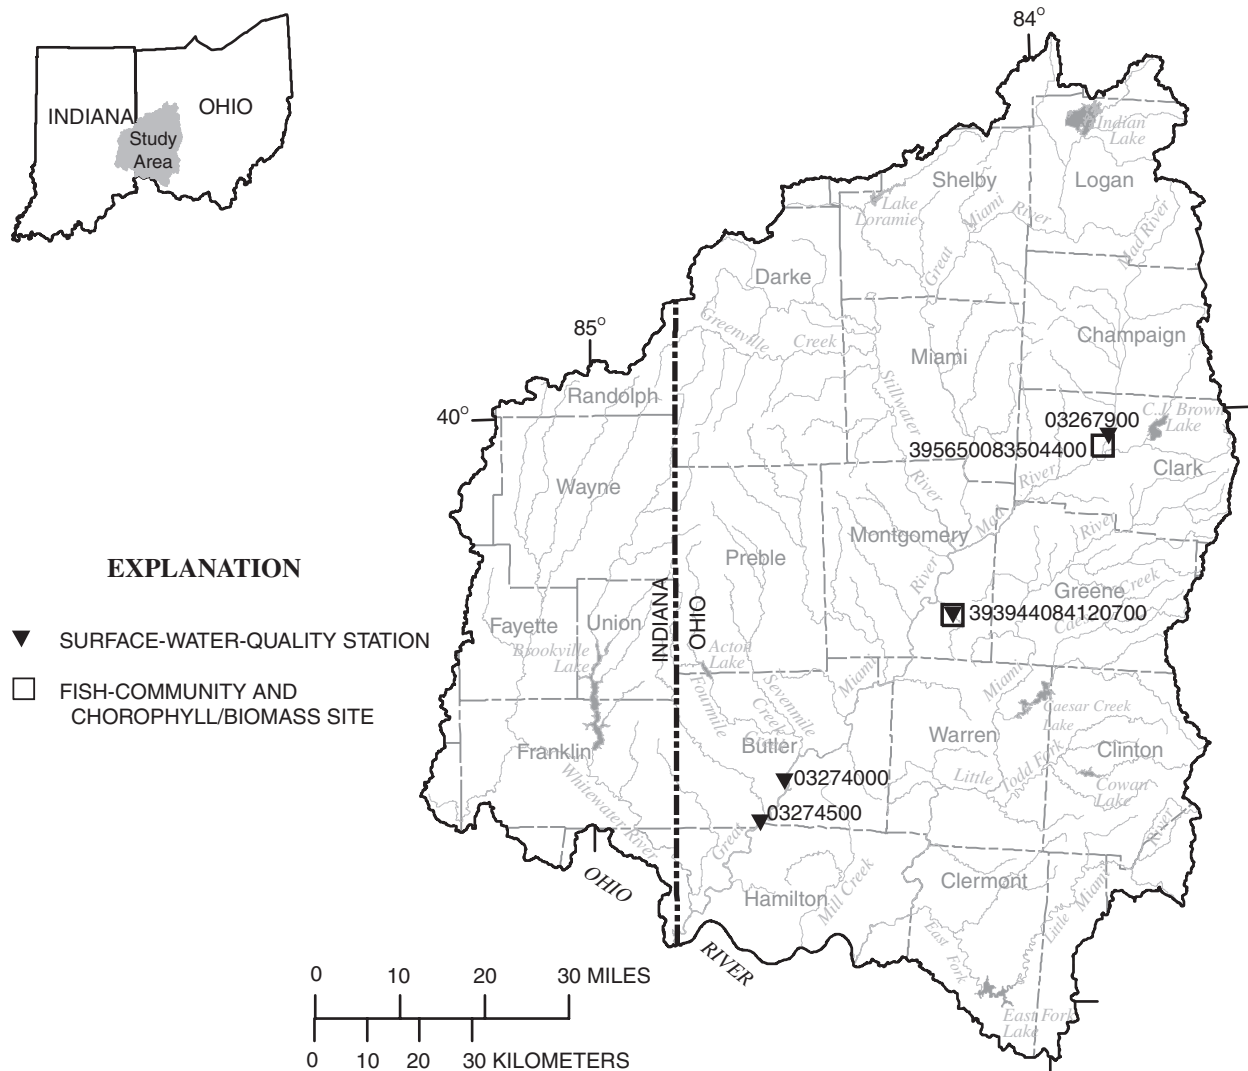 INDIANA
OHIO
Study
Area
84°
Indian
Lake
Shelby
Logan
Lake
Loramie
Great
Miami
River
Mad River
Darke
85°
Greenville
Creek
Champaign
Miami
Randolph
Stillwater
River
40°
03267900
C.J. Brown
Lake
395650083504400
Clark
Wayne
River
Mad
Montgomery
River
EXPLANATION
Preble
River
Greene
Creek
INDIANA
OHIO
393944084120700
SURFACE-WATER-QUALITY STATION
Fayette
Union
Brookville
Lake
Acton
Lake
Miami
Miami
FISH-COMMUNITY AND
CHOROPHYLL/BIOMASS SITE
Fourmile
Creek
Sevenmile
Creek
Caesar Creek
Lake
Franklin
Butler
Warren
Clinton
03274000
Little
Todd Fork
Cowan
Lake
Whitewater River
03274500
Great
River
OHIO
Hamilton
Mill Creek
Clermont
Little
Miami
East
Fork
RIVER
0 10 20 30 MILES
East Fork
Lake
0 10 20 30 KILOMETERS